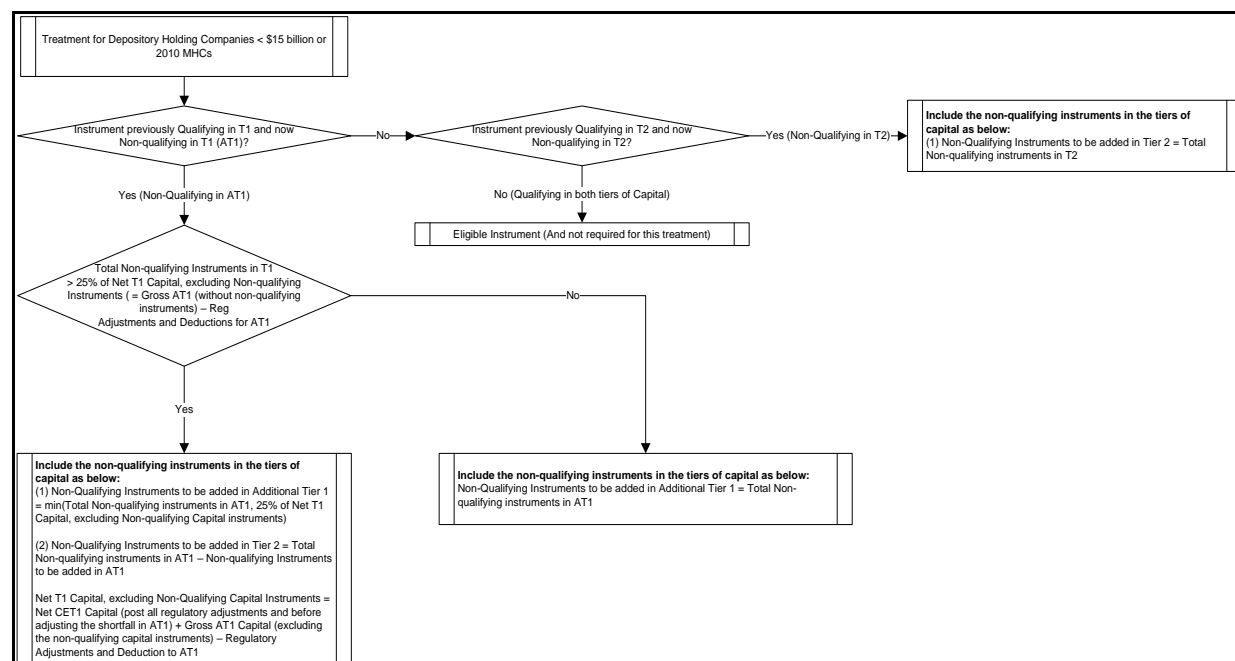 Treatment for Depository Holding Companies < $15 billion or
2010 MHCs
Instrument previously Qualifying in T1 and now
Non-qualifying in T1 (AT1)?
No
Instrument previously Qualifying in T2 and now
Non-qualifying in T2?
Yes (Non-Qualifying in T2)
Include the non-qualifying instruments in the tiers of
capital as below:
(1) Non-Qualifying Instruments to be added in Tier 2 = Total
Non-qualifying instruments in T2
Yes (Non-Qualifying in AT1)
No (Qualifying in both tiers of Capital)
Eligible Instrument (And not required for this treatment)
Total Non-qualifying Instruments in T1
> 25% of Net T1 Capital, excluding Non-qualifying
Instruments ( = Gross AT1 (without non-qualifying
instruments) – Reg
Adjustments and Deductions for AT1
No
Yes
Include the non-qualifying instruments in the tiers of
capital as below:
(1) Non-Qualifying Instruments to be added in Additional Tier 1
= min(Total Non-qualifying instruments in AT1, 25% of Net T1
Capital, excluding Non-qualifying Capital instruments)
(2) Non-Qualifying Instruments to be added in Tier 2 = Total
Non-qualifying instruments in AT1 – Non-qualifying Instruments
to be added in AT1
Net T1 Capital, excluding Non-Qualifying Capital Instruments =
Net CET1 Capital (post all regulatory adjustments and before
adjusting the shortfall in AT1) + Gross AT1 Capital (excluding
the non-qualifying capital instruments) – Regulatory
Adjustments and Deduction to AT1
Include the non-qualifying instruments in the tiers of capital as below:
Non-Qualifying Instruments to be added in Additional Tier 1 = Total Non-
qualifying instruments in AT1